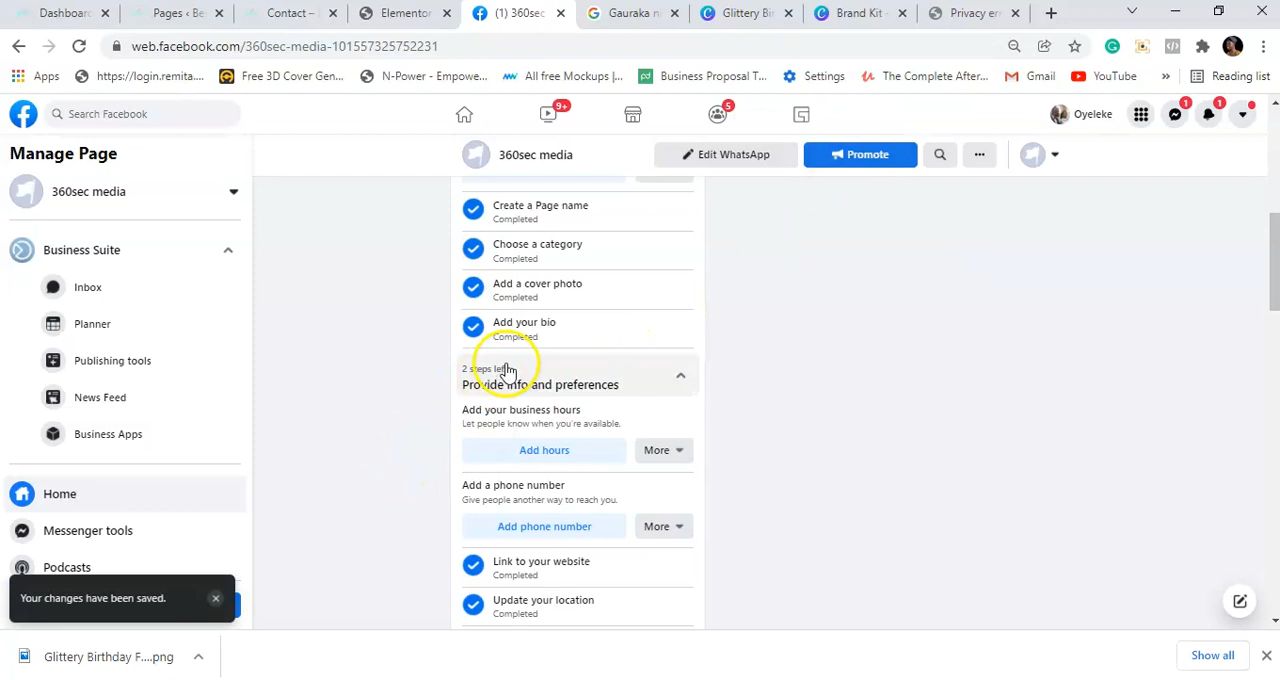 Dashboard
Pages ‹ Be
Contact –
Elementor
(1) 360sec
Gauraka n
Glittery Bir
Brand Kit -
Privacy err
web.facebook.com/360sec-media-101557325752231
Apps
https://login.remita....
Free 3D Cover Gen...
N-Power - Empowe...
All free Mockups |...
Business Proposal T...
Settings
The Complete After...
Gmail
YouTube
»
Reading list
Search Facebook
9+
5
Oyeleke
1
1
Manage Page
360sec media
Edit WhatsApp
Promote
360sec media
Business Suite
Inbox
Planner
Publishing tools
News Feed
Business Apps
Home
Messenger tools
Podcasts
Your changes have been saved.
Create a Page name
Completed
Choose a category
Completed
Add a cover photo
Completed
Add your bio
Completed
2 steps left
Provide info and preferences
Add your business hours
Let people know when you're available.
Add hours
More
Add a phone number
Give people another way to reach you.
Add phone number
More
Link to your website
Completed
Update your location
Completed
Glittery Birthday F....png
Show all